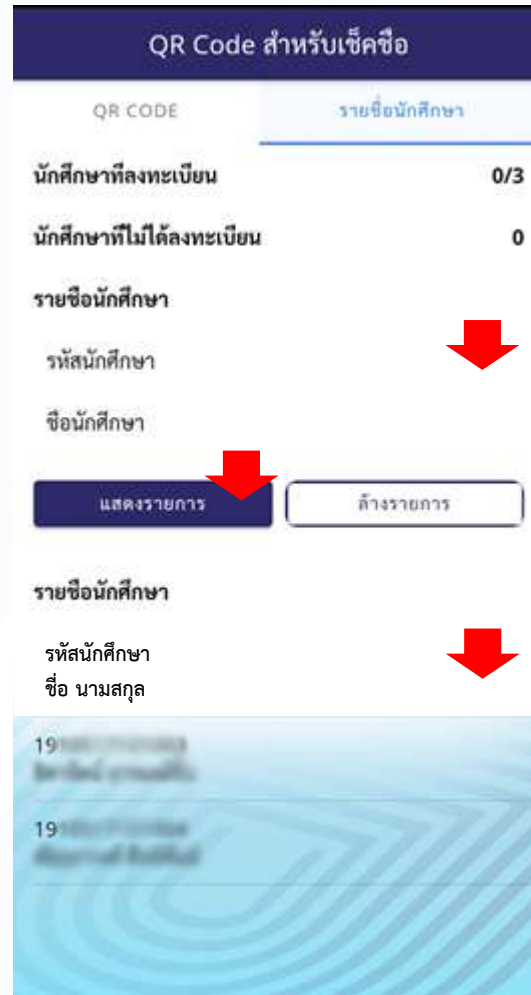 QR Code สำหรับเช็คชื่อ
QR CODE รายชื่อนักศึกษา
นักศึกษาที่ลงทะเบียน 0/3
นักศึกษาที่ไม่ได้ลงทะเบียน 0
รายชื่อนักศึกษา
รหัสนักศึกษา
ชื่อนักศึกษา
แสดงรายการ ล้างรายการ
รายชื่อนักศึกษา
รหัสนักศึกษา
ชื่อ นามสกุล
19
19